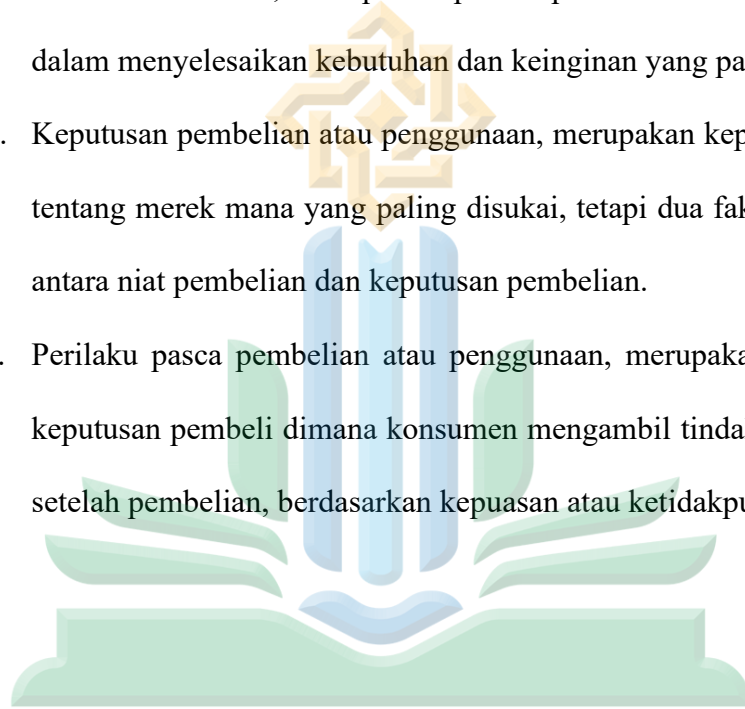 dalam menyelesaikan kebutuhan dan keinginan yang
. Keputusan pembelian atau penggunaan, merupakan
tentang merek mana yang paling disukai, tetapi dua
antara niat pembelian dan keputusan pembelian.
. Perilaku pasca pembelian atau penggunaan,
keputusan pembeli dimana konsumen mengambil
setelah pembelian, berdasarkan kepuasan atau